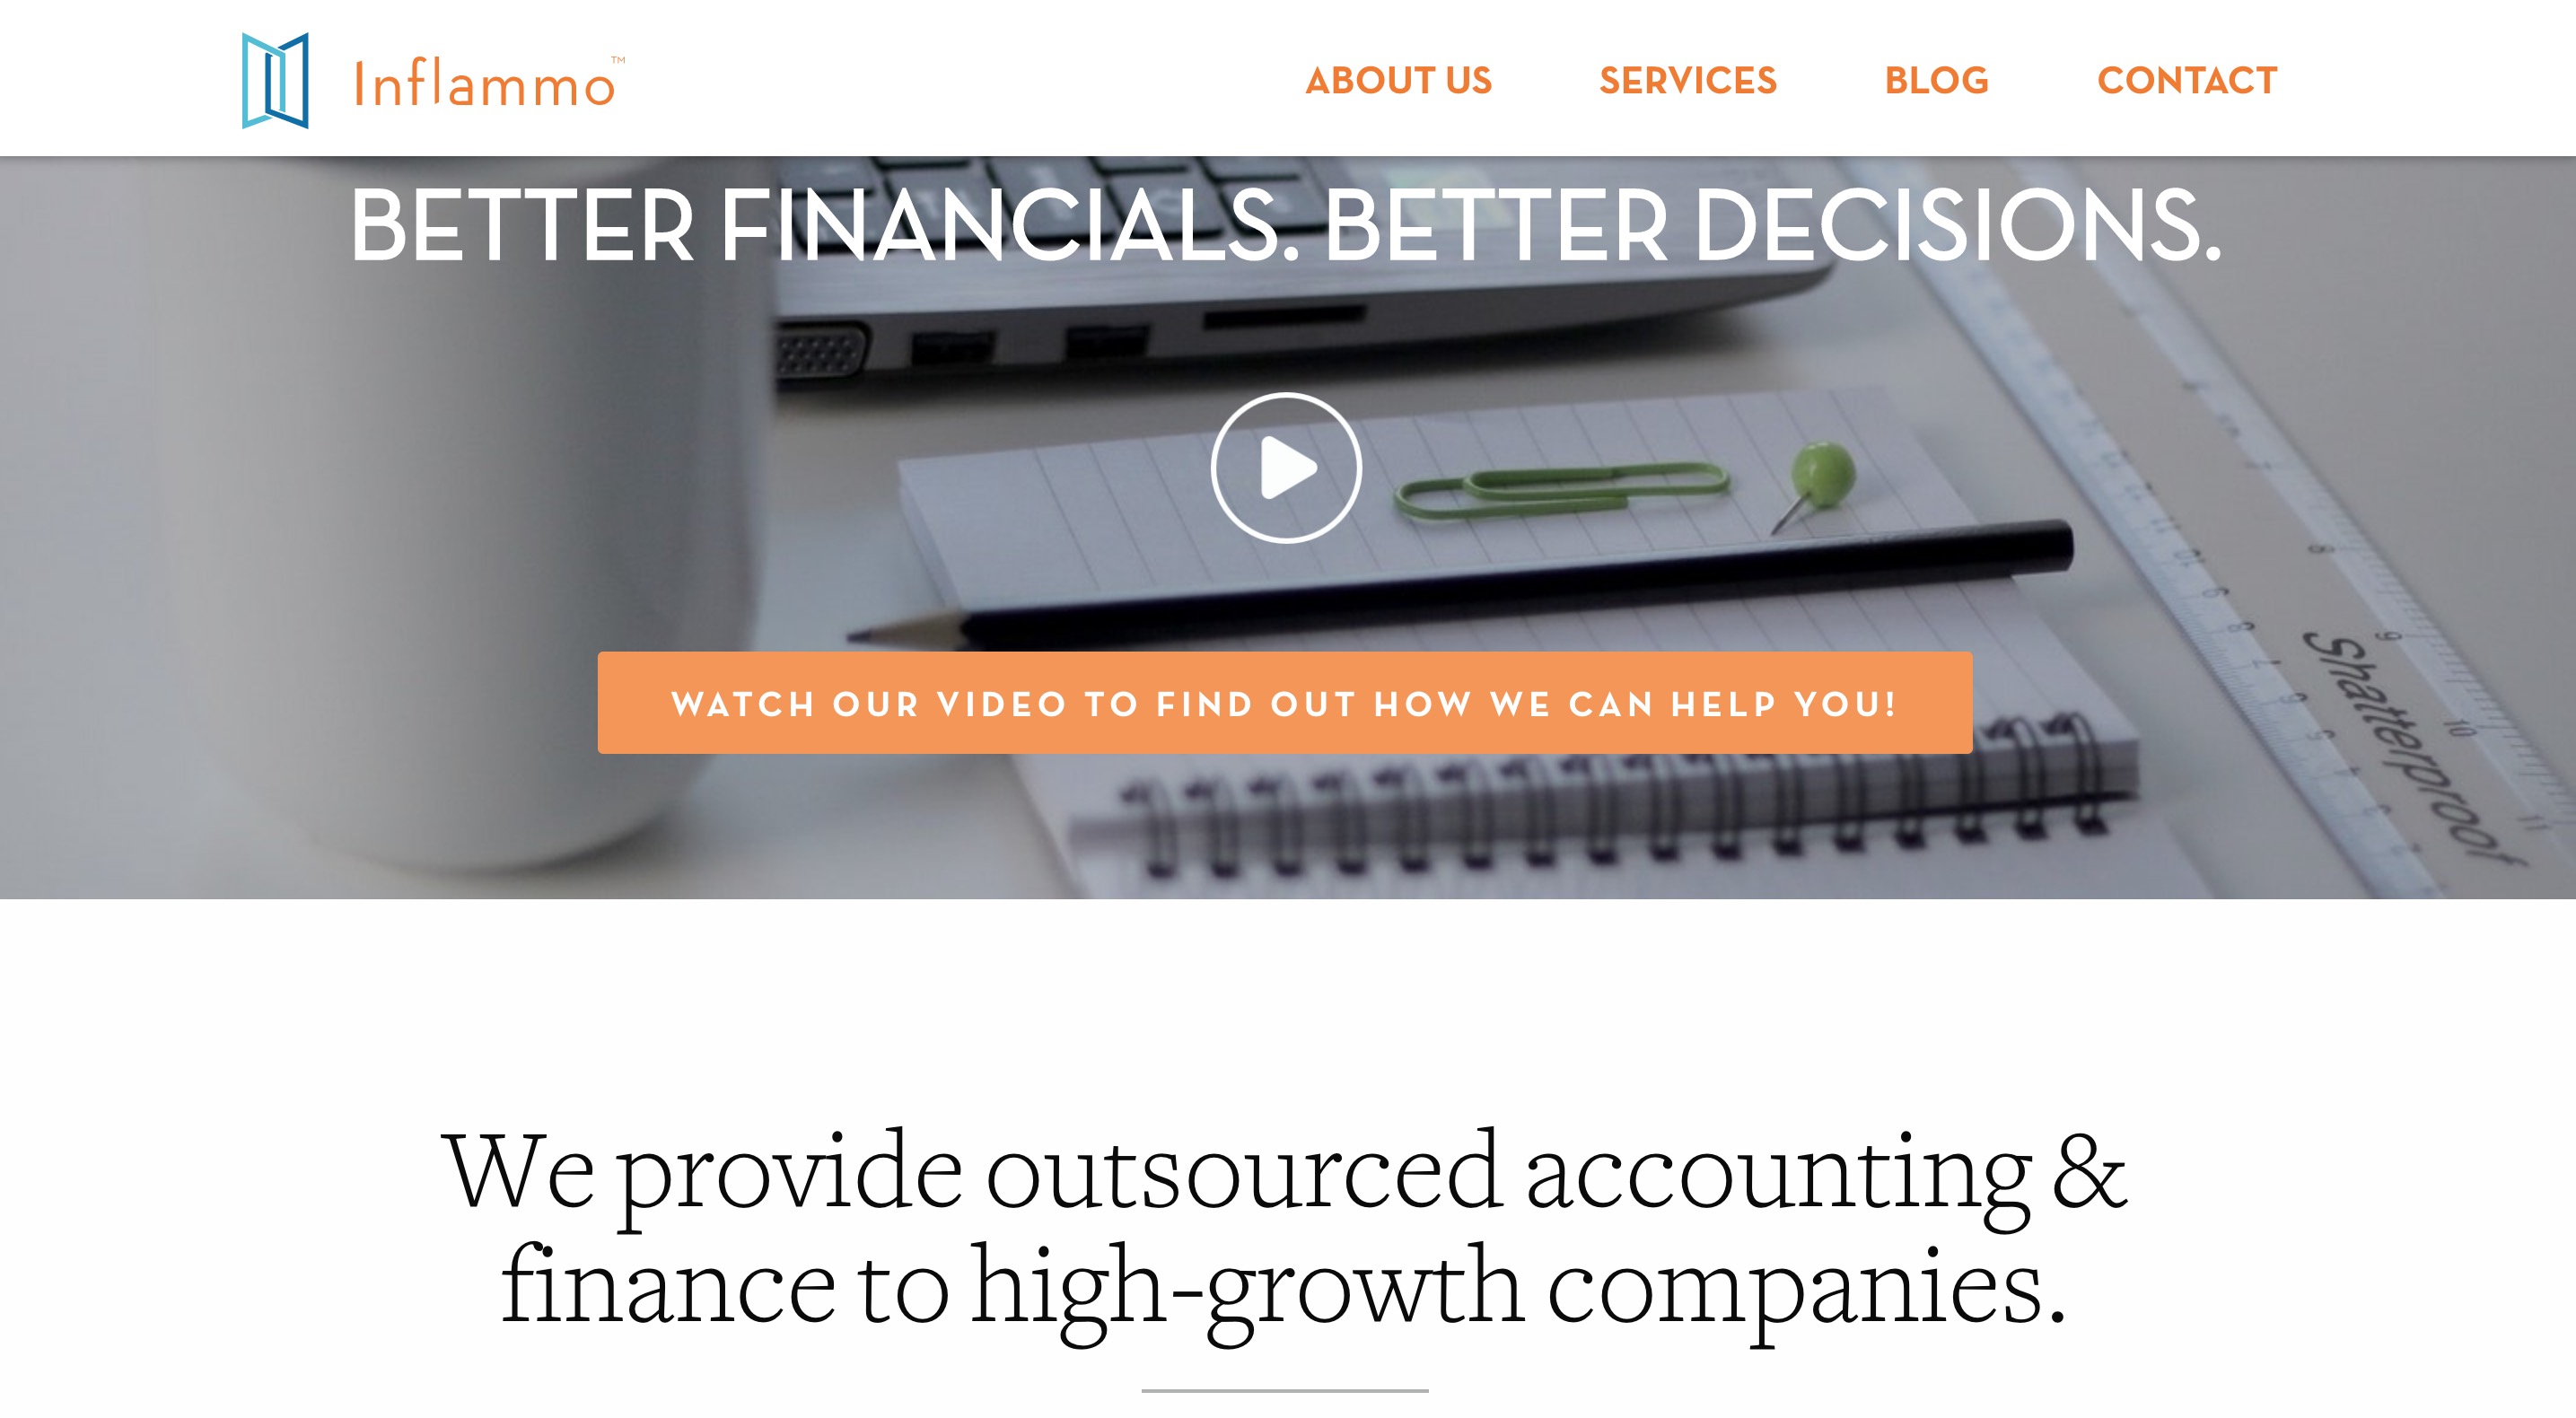 Inflammo™
ABOUT US
SERVICES
BLOG
CONTACT
BETTER FINANCIALS. BETTER DECISIONS.
WATCH OUR VIDEO TO FIND OUT HOW WE CAN HELP YOU!
Shatterproof
We provide outsourced accounting &
finance to high-growth companies.